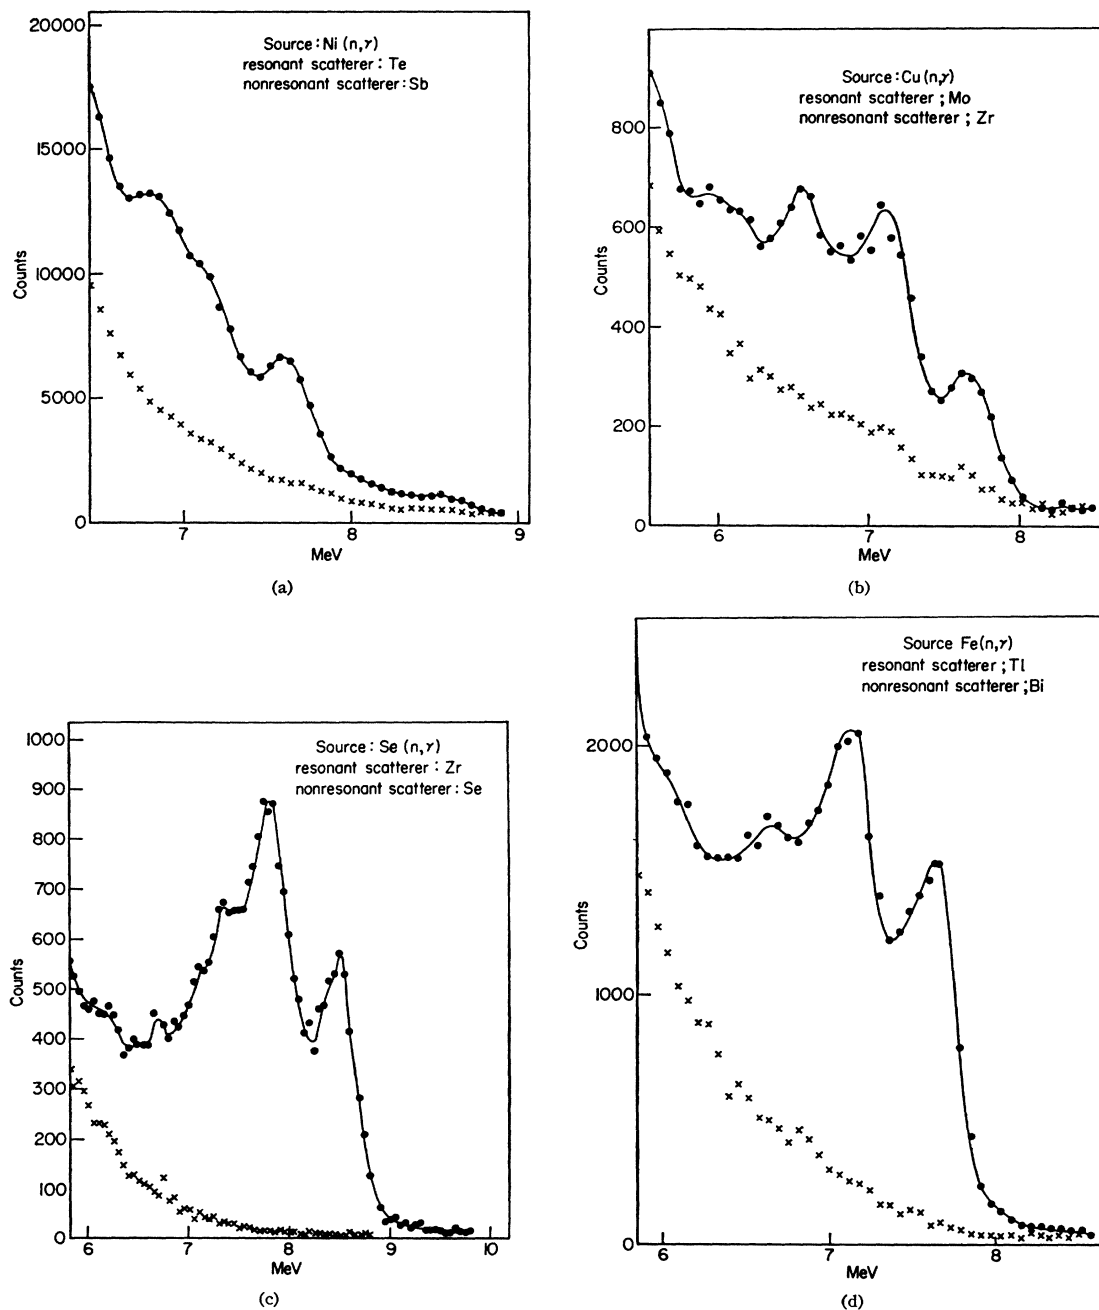 20000
Source: Ni (n,γ)
resonant scatterer: Te
nonresonant scatterer: Sb
15000
10000
5000
0
Counts
7
8
9
MeV
(a)
Source: Cu (n,γ)
resonant scatterer ; Mo
nonresonant scatterer ; Zr
800
600
400
200
0
Counts
6
7
8
MeV
(b)
1000
Source: Se (n,γ)
resonant scatterer: Zr
nonresonant scatterer: Se
900
800
700
600
500
400
300
200
100
0
Counts
6
7
8
9
10
MeV
(c)
Source Fe(n,γ)
resonant scatterer ; Tl
nonresonant scatterer ; Bi
2000
1000
0
Counts
6
7
8
MeV
(d)